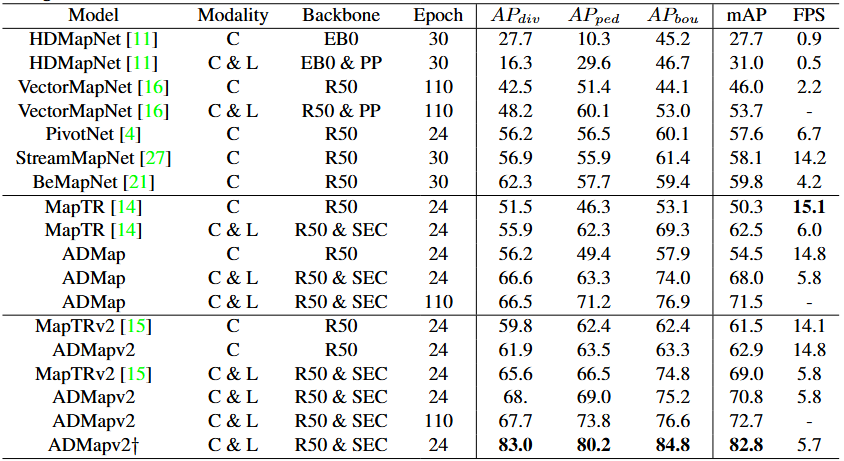 Model Modality Backbone Epoch APdiv APped APbou mAP FPS
HDMapNet [11] C EB0 30 27.7 10.3 45.2 27.7 0.9
HDMapNet [11] C & L EB0 & PP 30 16.3 29.6 46.7 31.0 0.5
VectorMapNet [16] C R50 110 42.5 51.4 44.1 46.0 2.2
VectorMapNet [16] C & L R50 & PP 110 48.2 60.1 53.0 53.7 -
PivotNet [4] C R50 24 56.2 56.5 60.1 57.6 6.7
StreamMapNet [27] C R50 30 56.9 55.9 61.4 58.1 14.2
BeMapNet [21] C R50 30 62.3 57.7 59.4 59.8 4.2
MapTR [14] C R50 24 51.5 46.3 53.1 50.3 15.1
MapTR [14] C & L R50 & SEC 24 55.9 62.3 69.3 62.5 6.0
ADMap C R50 24 56.2 49.4 57.9 54.5 14.8
ADMap C & L R50 & SEC 24 66.6 63.3 74.0 68.0 5.8
ADMap C & L R50 & SEC 110 66.5 71.2 76.9 71.5 -
MapTRv2 [15] C R50 24 59.8 62.4 62.4 61.5 14.1
ADMapv2 C R50 24 61.9 63.5 63.3 62.9 14.8
MapTRv2 [15] C & L R50 & SEC 24 65.6 66.5 74.8 69.0 5.8
ADMapv2 C & L R50 & SEC 24 68. 69.0 75.2 70.8 5.8
ADMapv2 C & L R50 & SEC 110 67.7 73.8 76.6 72.7 -
ADMapv2† C & L R50 & SEC 24 83.0 80.2 84.8 82.8 5.7